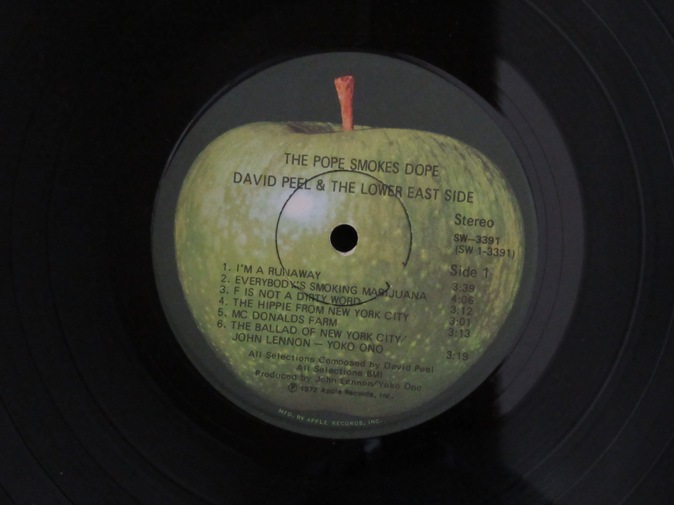 THE POPE SMOKES DOPE
DAVID PEEL & THE LOWER EAST SIDE
Stereo
SW-3391
(SW 1-3391)
Side 1
1. I'M A RUNAWAY 3:39
2. EVERYBODY'S SMOKING MARIJUANA 4:06
3. F IS NOT A DIRTY WORD 3:12
4. THE HIPPIE FROM NEW YORK CITY 3:01
5. MC DONALDS FARM 3:13
6. THE BALLAD OF NEW YORK CITY/
JOHN LENNON – YOKO ONO 3:19
All Selections Composed by David Peel
All Selections BMI
Produced by John Lennon/Yoko Ono
℗ 1972 Apple Records, Inc.
MFG. BY APPLE RECORDS, INC.